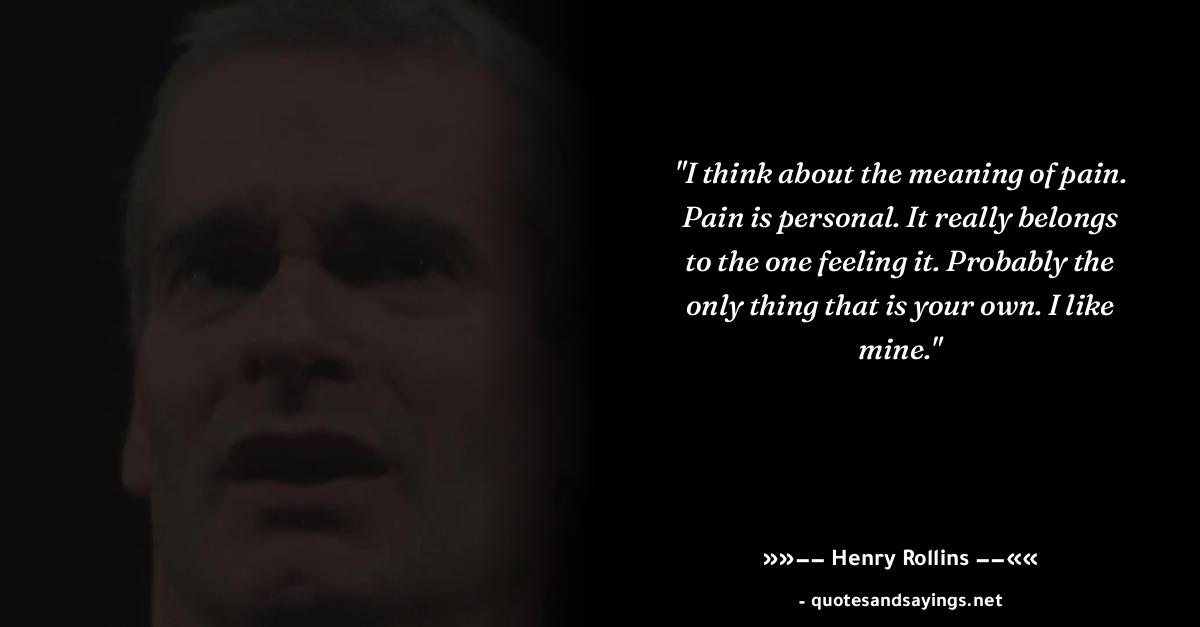 "I think about the meaning of pain.
Pain is personal. It really belongs
to the one feeling it. Probably the
only thing that is your own. I like
mine."
»»–– Henry Rollins ––««
- quotesandsayings.net